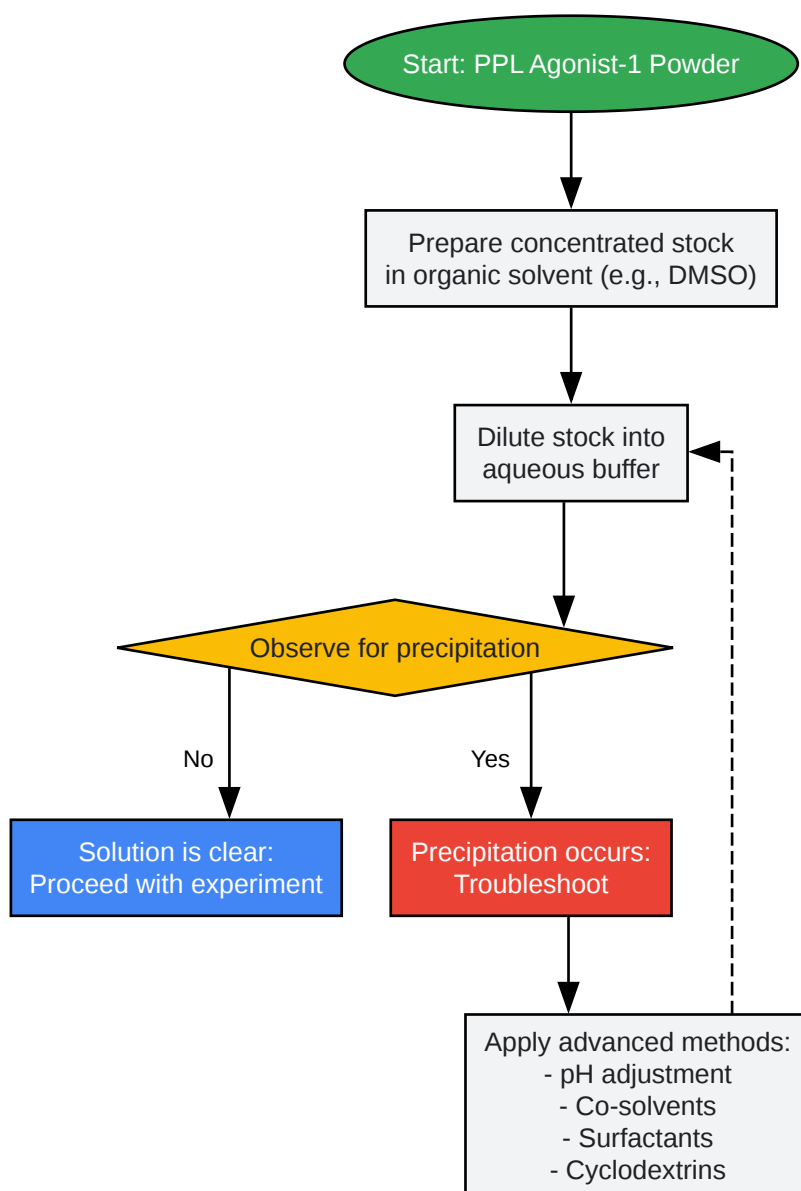 Start: PPL Agonist-1 Powder
Prepare concentrated stock
in organic solvent (e.g., DMSO)
Dilute stock into
aqueous buffer
Observe for precipitation
No
Yes
Solution is clear:
Proceed with experiment
Precipitation occurs:
Troubleshoot
Apply advanced methods:
- pH adjustment
- Co-solvents
- Surfactants
- Cyclodextrins